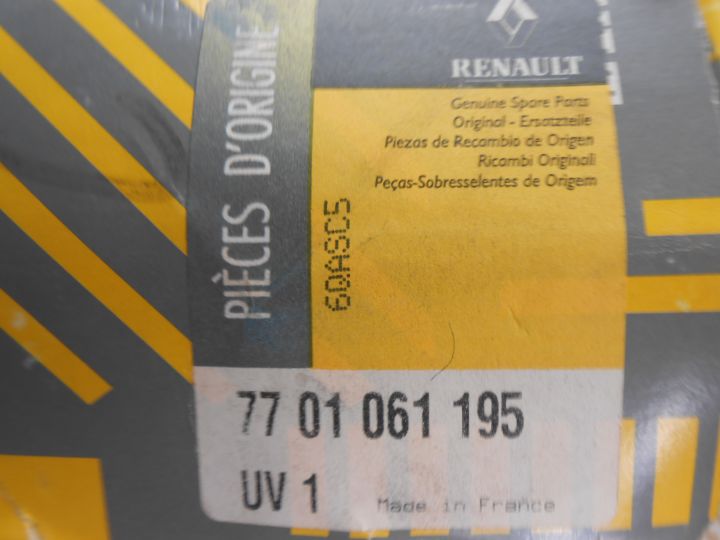 RENAULT
Genuine Spare Parts
Original - Ersatzteile
Piezas de Recambio de Origen
Ricambi Originali
Peças-Sobresselentes de Origem
PIÈCES D'ORIGINE
6QASC5
77 01 061 195
UV 1
Made in France